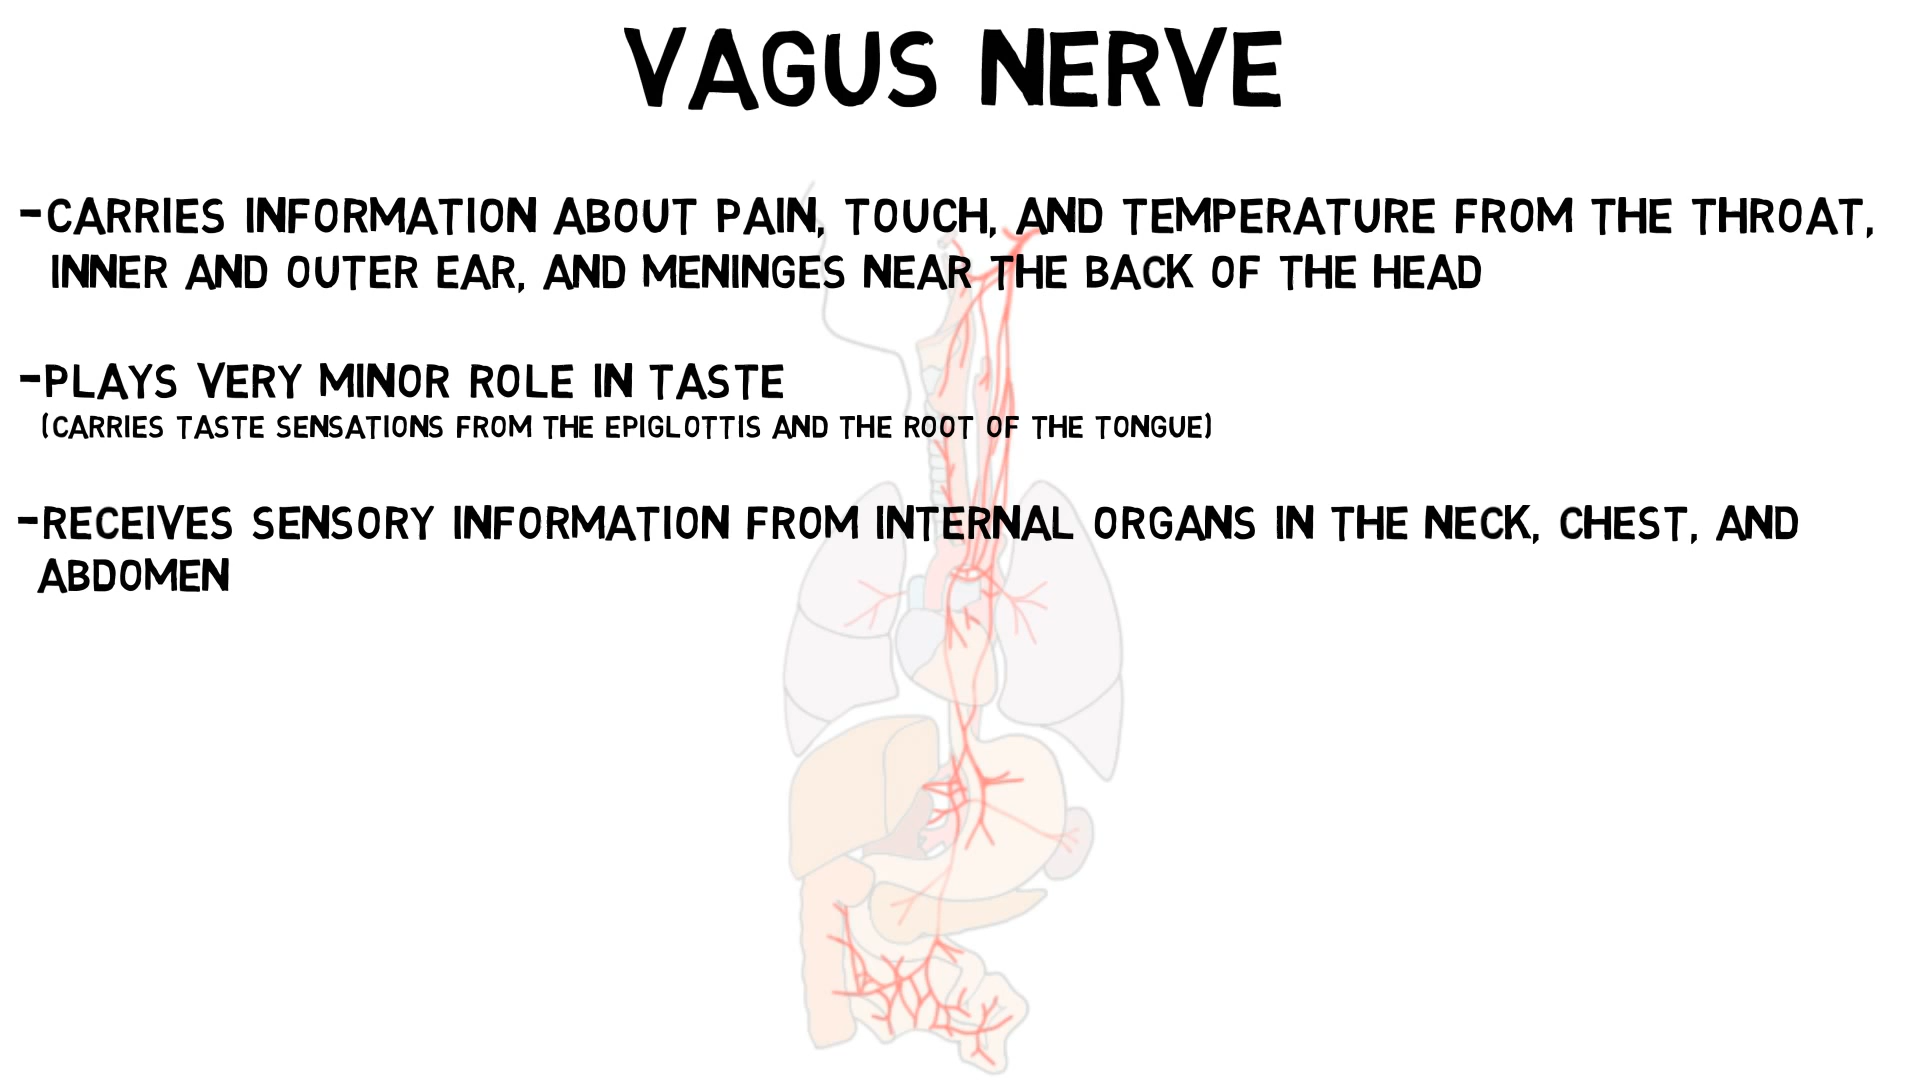 VAGUS NERVE
-CARRIES INFORMATION ABOUT PAIN, TOUCH, AND TEMPERATURE FROM THE THROAT,
INNER AND OUTER EAR, AND MENINGES NEAR THE BACK OF THE HEAD
-PLAYS VERY MINOR ROLE IN TASTE
(CARRIES TASTE SENSATIONS FROM THE EPIGLOTTIS AND THE ROOT OF THE TONGUE)
-RECEIVES SENSORY INFORMATION FROM INTERNAL ORGANS IN THE NECK, CHEST, AND
ABDOMEN